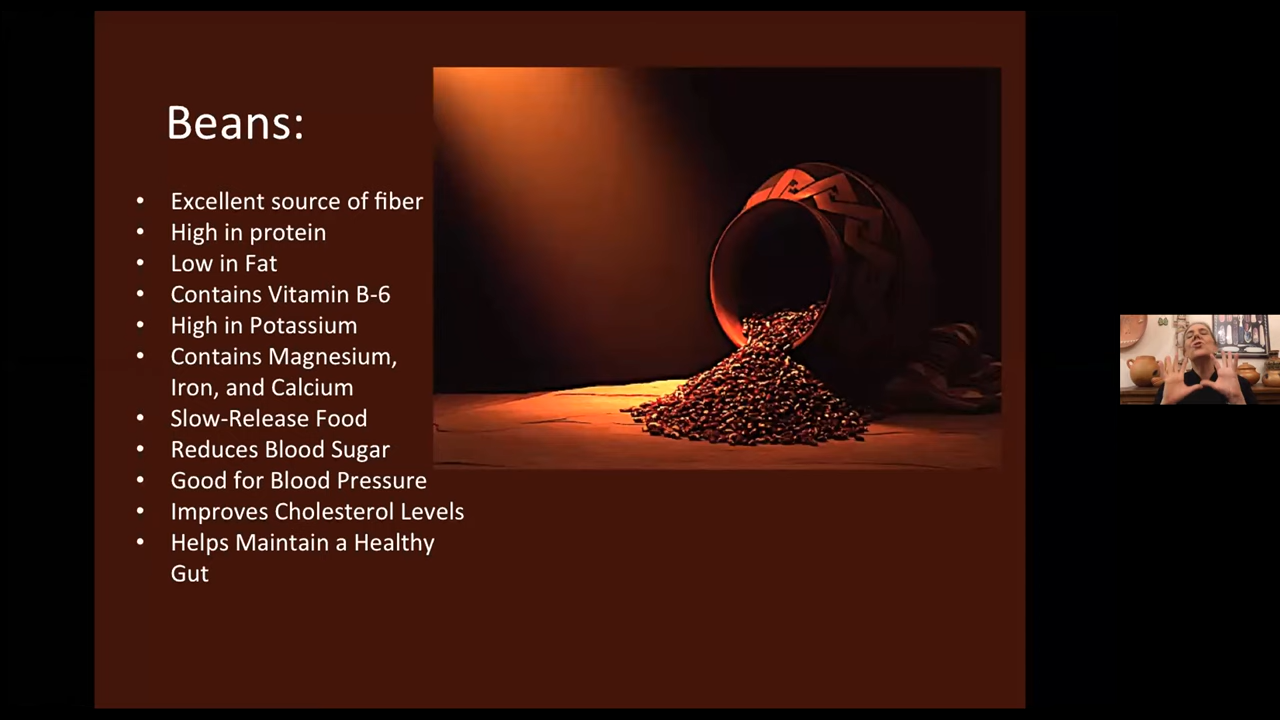 Beans:
• Excellent source of fiber
• High in protein
• Low in Fat
• Contains Vitamin B-6
• High in Potassium
• Contains Magnesium,
Iron, and Calcium
• Slow-Release Food
• Reduces Blood Sugar
• Good for Blood Pressure
• Improves Cholesterol Levels
• Helps Maintain a Healthy
Gut